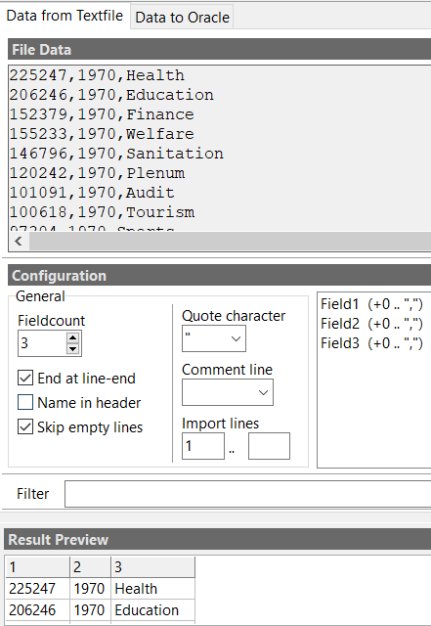 Data from Textfile Data to Oracle
File Data
225247,1970,Health
206246,1970,Education
152379,1970,Finance
155233,1970,Welfare
146796,1970,Sanitation
120242,1970,Plenum
101091,1970,Audit
100618,1970,Tourism
97304,1970,Sports
Configuration
General
Fieldcount
3
End at line-end
Name in header
Skip empty lines
Quote character
"
Comment line
Import lines
1 ..
Field1 (+0 .. ",")
Field2 (+0 .. ",")
Field3 (+0 .. ",")
Filter
Result Preview
1 2 3
225247 1970 Health
206246 1970 Education